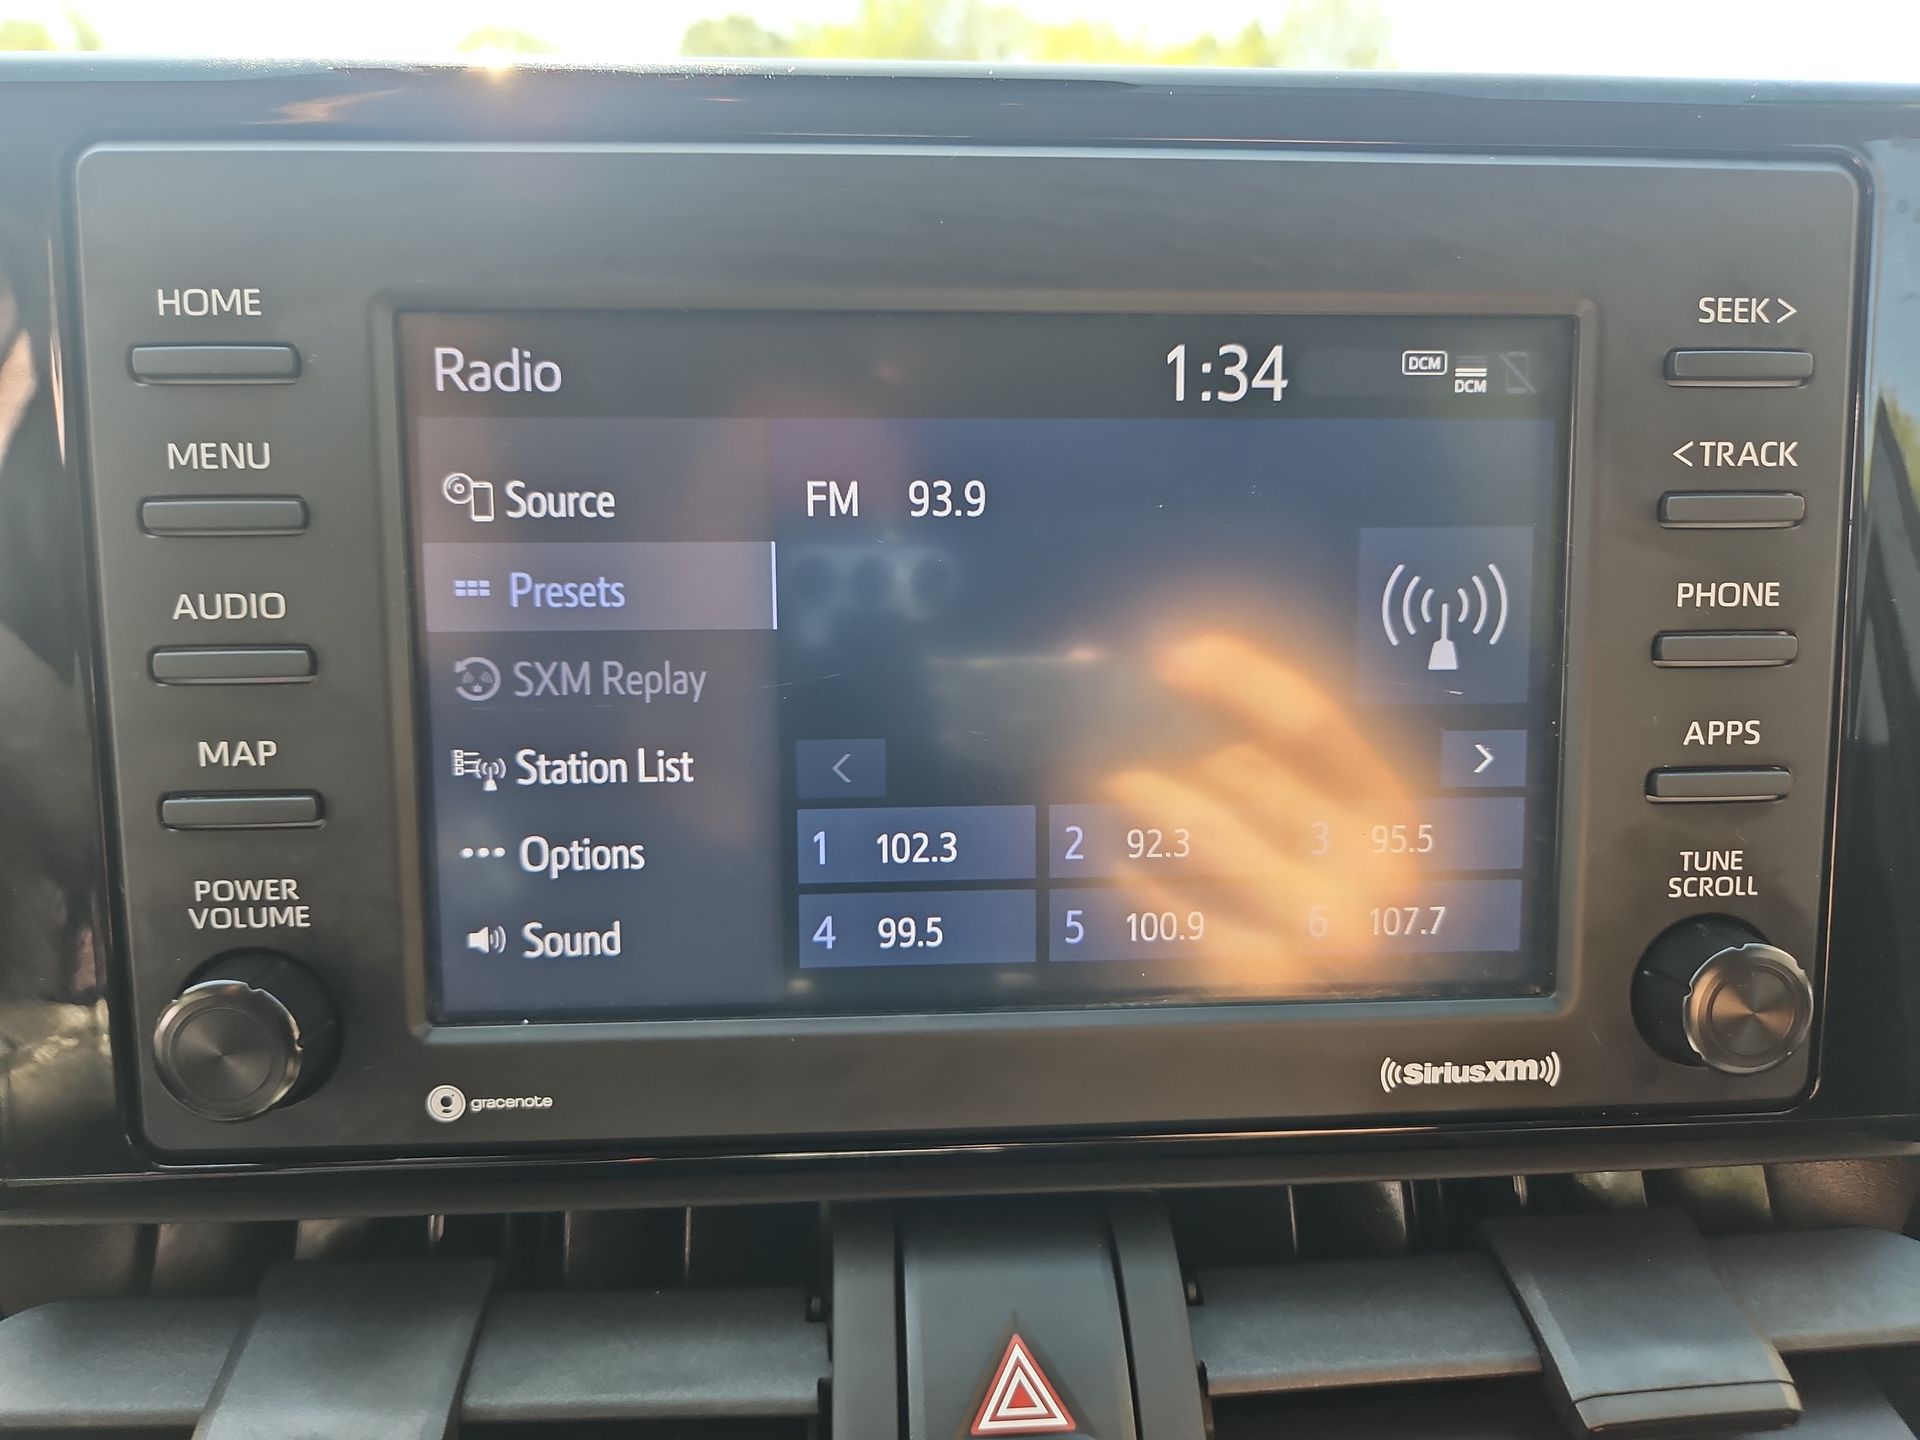 HOME
MENU
AUDIO
MAP
POWER
VOLUME
Radio
1:34
DCM
DCM
Source
Presets
SXM Replay
Station List
Options
Sound
FM 93.9
<
>
1 102.3
2 92.3
3 95.5
4 99.5
5 100.9
6 107.7
SEEK >
< TRACK
PHONE
APPS
TUNE
SCROLL
gracenote
SiriusXM